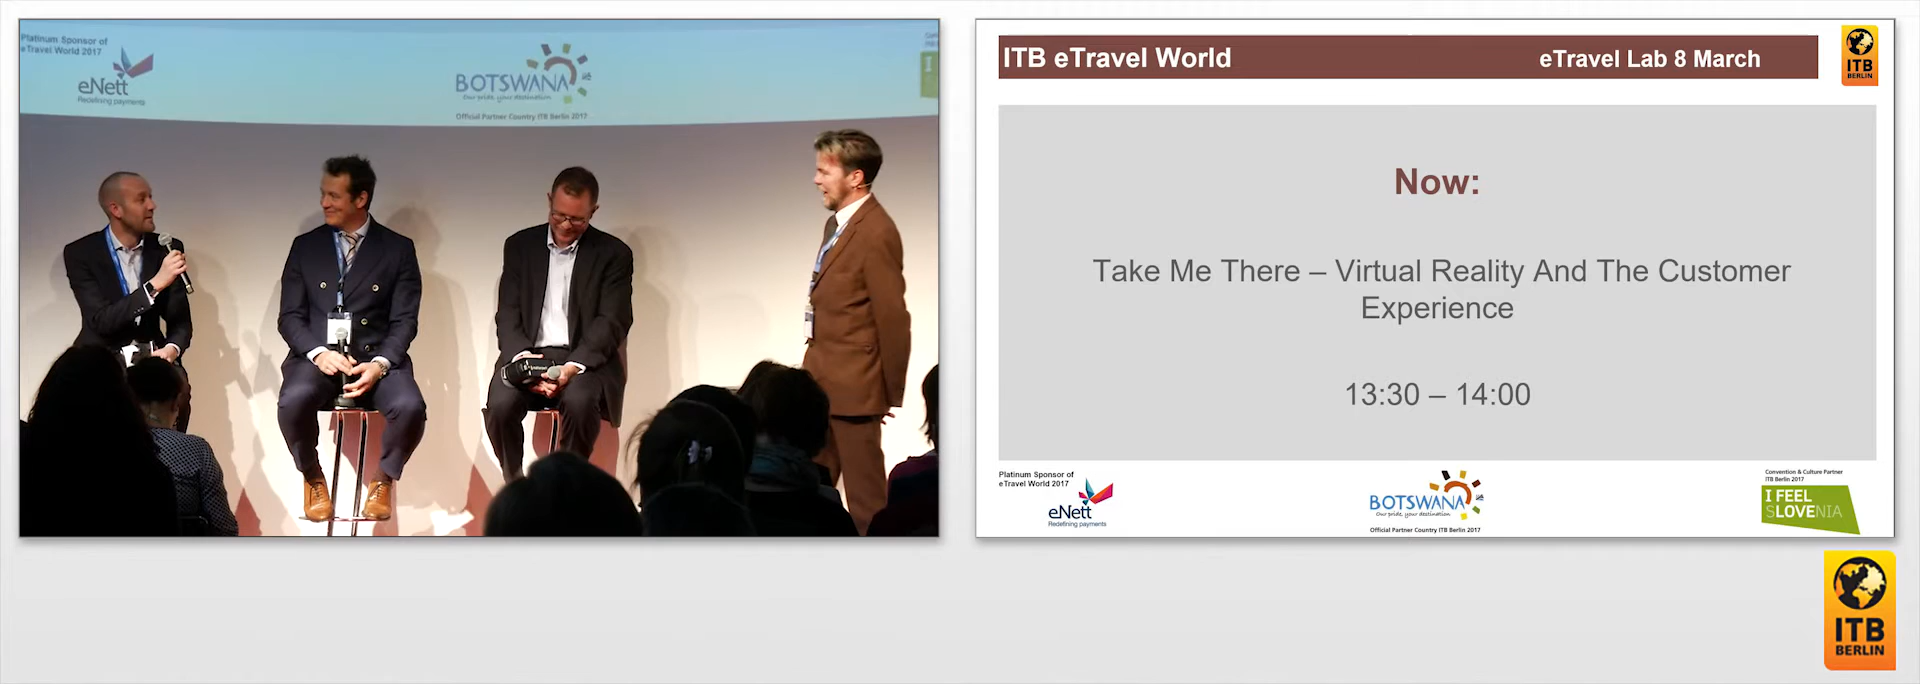 Platinum Sponsor of
eTravel World 2017
eNett
Redefining payments
BOTSWANA
Our pride, your destination
Official Partner Country ITB Berlin 2017
I
ITB eTravel World
eTravel Lab 8 March
ITB
BERLIN
Now:
Take Me There – Virtual Reality And The Customer
Experience
13:30 – 14:00
Platinum Sponsor of
eTravel World 2017
eNett
Redefining payments
BOTSWANA
Our pride, your destination
Official Partner Country ITB Berlin 2017
Convention & Culture Partner
ITB Berlin 2017
I FEEL
SLOVENIA
ITB
BERLIN